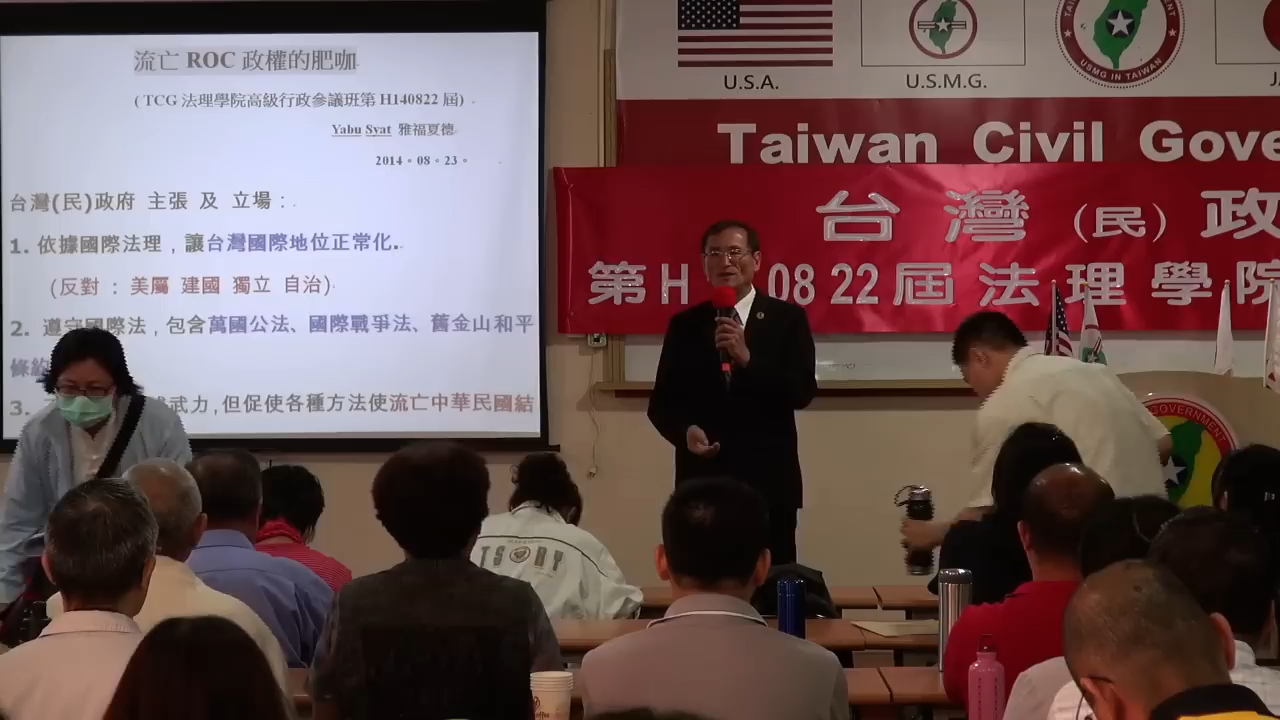 流亡 ROC 政權的肥咖
( TCG 法理學院高級行政參議班第 H140822 屆)
Yabu Syat 雅福夏德
2014。08。23。
台灣(民)政府 主張 及 立場：
1. 依據國際法理，讓台灣國際地位正常化.
(反對： 美屬 建國 獨立 自治)
2. 遵守國際法，包含萬國公法、國際戰爭法、舊金山和平
條約
3. 武力，但促使各種方法使流亡中華民國結
U.S.A.
U.S.M.G.
USMG IN TAIWAN
Taiwan Civil Gove
台 灣 (民) 政
第H 08 22 屆 法 理 學 院
GOVERNMENT